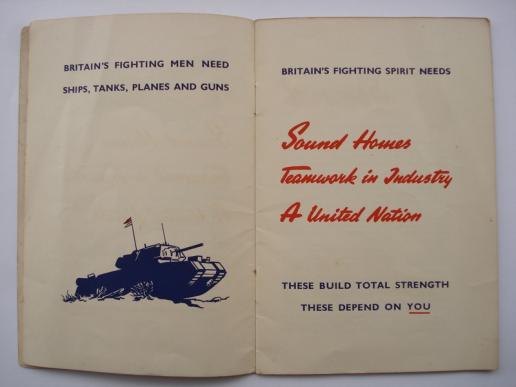 BRITAIN'S FIGHTING MEN NEED
SHIPS, TANKS, PLANES AND GUNS
BRITAIN'S FIGHTING SPIRIT NEEDS
Sound Homes
Teamwork in Industry
A United Nation
THESE BUILD TOTAL STRENGTH
THESE DEPEND ON YOU